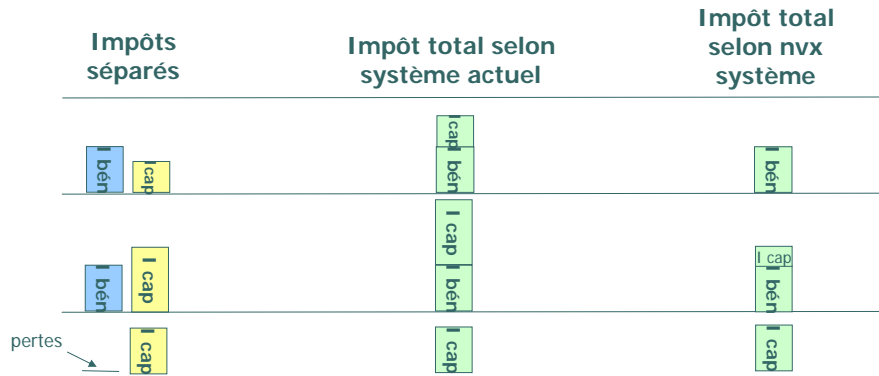 Impôts
séparés
Impôt total selon
système actuel
Impôt total
selon nvx
système
I bén
I cap
I cap
I bén
I bén
I bén
I cap
I cap
I bén
I cap
I bén
pertes
I cap
I cap
I cap